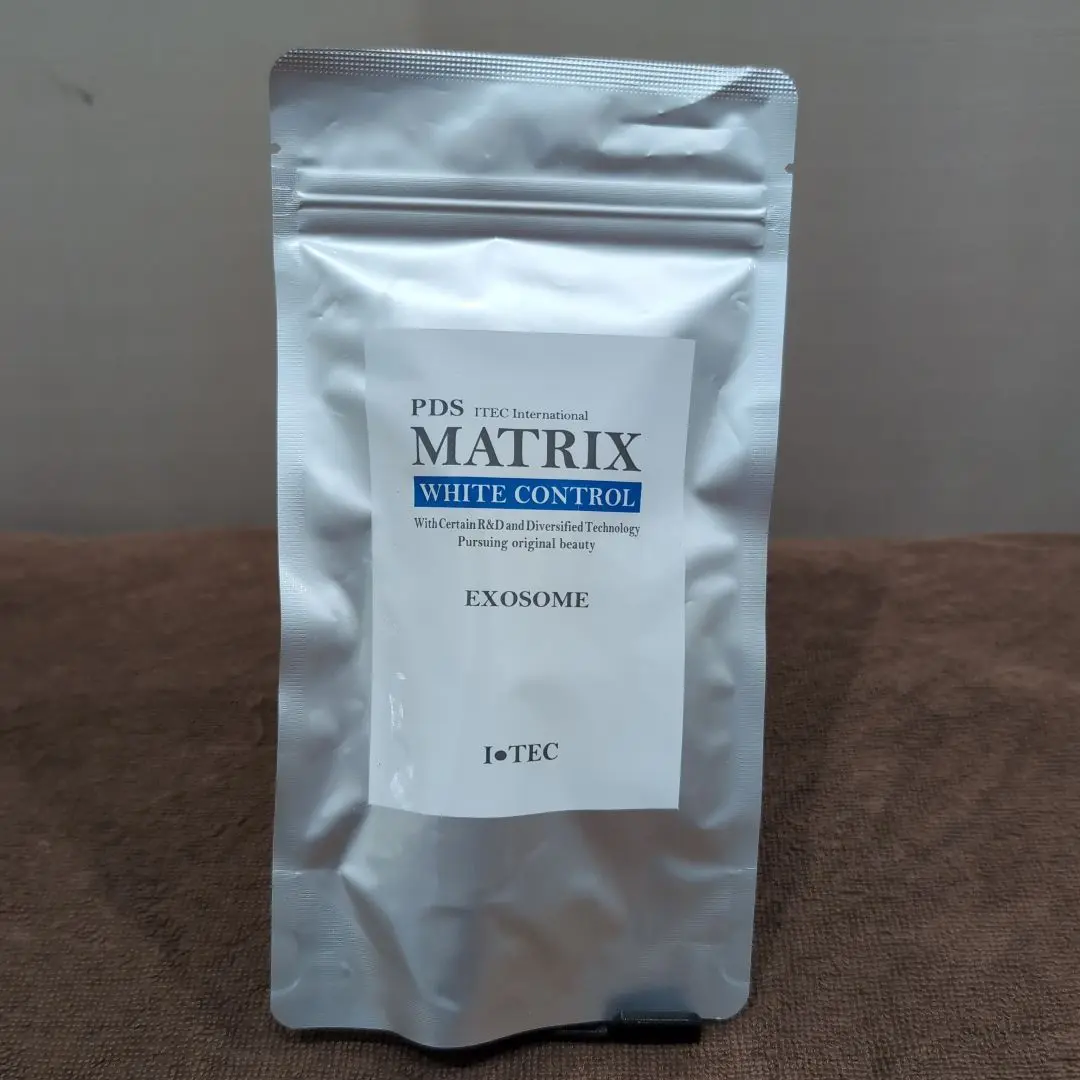 PDS ITEC International
MATRIX
WHITE CONTROL
With Certain R&D and Diversified Technology
Pursuing original beauty
EXOSOME
I•TEC